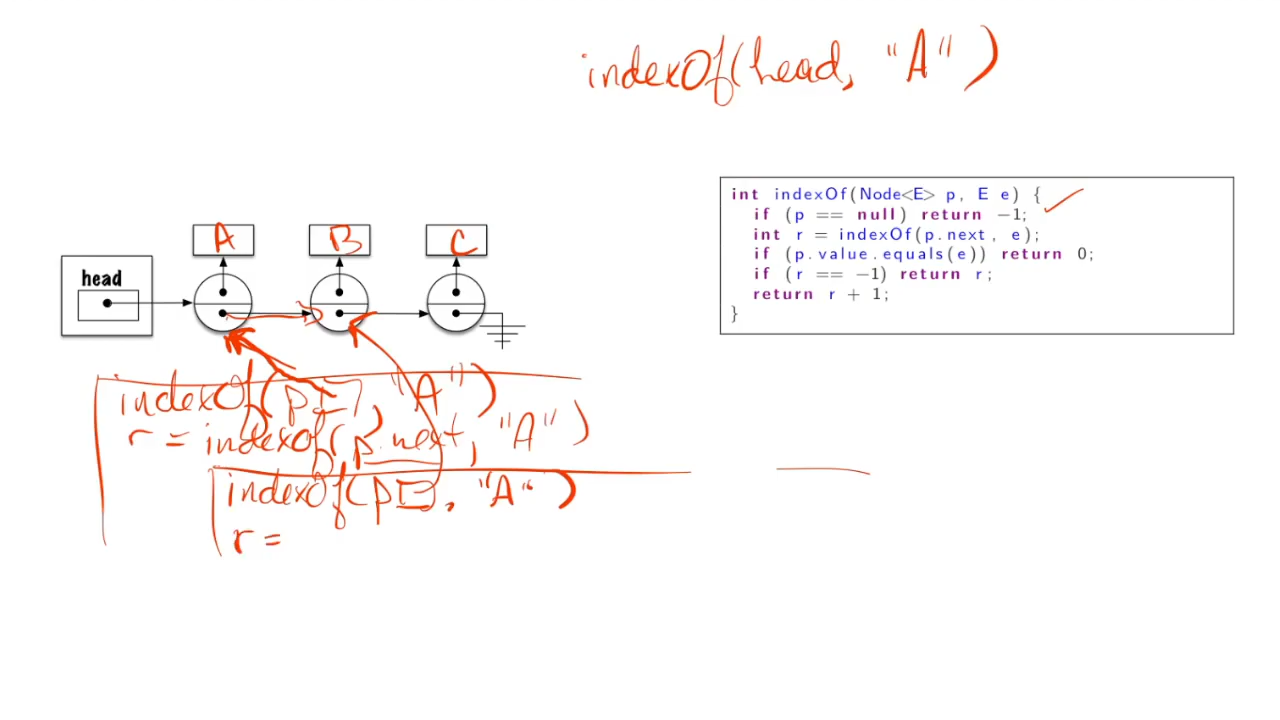 indexOf(head, "A")
int indexOf(Node<E> p, E e) {
if (p == null) return -1;
int r = indexOf(p.next, e);
if (p.value.equals(e)) return 0;
if (r == -1) return r;
return r + 1;
}
A B C
head
indexOf(p , "A")
r = indexOf(p.next, "A")
indexOf(p , "A")
r =